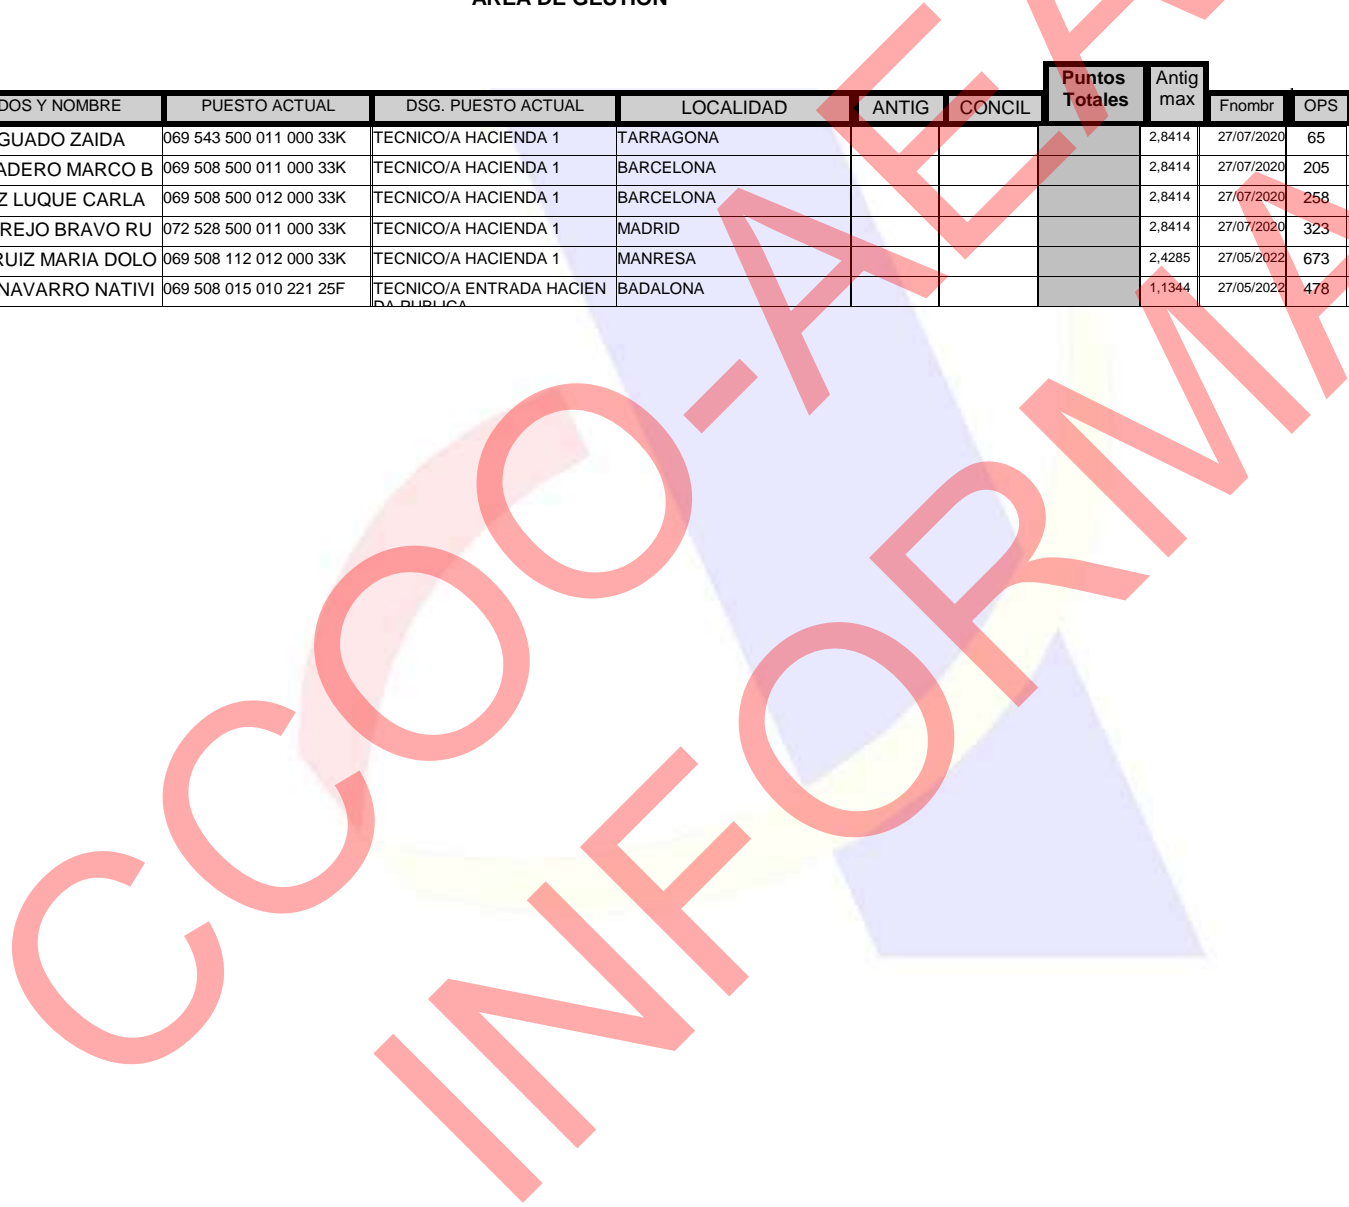 AREA DE GESTION
DOS Y NOMBRE PUESTO ACTUAL DSG. PUESTO ACTUAL LOCALIDAD ANTIG CONCIL Puntos Totales Antig max Fnombr OPS
GUADO ZAIDA 069 543 500 011 000 33K TECNICO/A HACIENDA 1 TARRAGONA 2,8414 27/07/2020 65
ADERO MARCO B 069 508 500 011 000 33K TECNICO/A HACIENDA 1 BARCELONA 2,8414 27/07/2020 205
Z LUQUE CARLA 069 508 500 012 000 33K TECNICO/A HACIENDA 1 BARCELONA 2,8414 27/07/2020 258
REJO BRAVO RU 072 528 500 011 000 33K TECNICO/A HACIENDA 1 MADRID 2,8414 27/07/2020 323
RUIZ MARIA DOLO 069 508 112 012 000 33K TECNICO/A HACIENDA 1 MANRESA 2,4285 27/05/2022 673
NAVARRO NATIVI 069 508 015 010 221 25F TECNICO/A ENTRADA HACIEN BADALONA 1,1344 27/05/2022 478
DA PUBLICA
CCOO-AEA
INFORMA